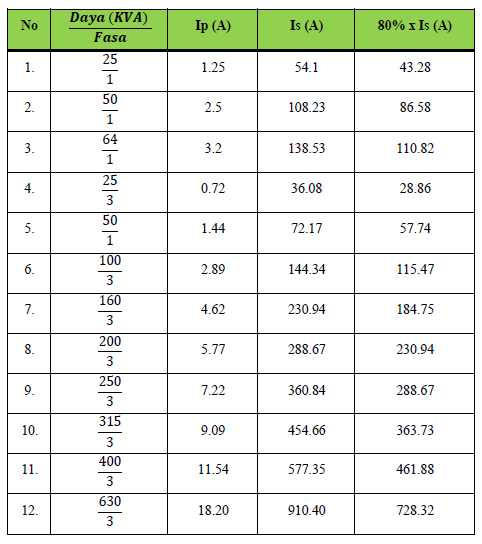 No Daya (KVA)/Fasa Ip (A) Is (A) 80% x Is (A)
1. 25/1 1.25 54.1 43.28
2. 50/1 2.5 108.23 86.58
3. 64/1 3.2 138.53 110.82
4. 25/3 0.72 36.08 28.86
5. 50/1 1.44 72.17 57.74
6. 100/3 2.89 144.34 115.47
7. 160/3 4.62 230.94 184.75
8. 200/3 5.77 288.67 230.94
9. 250/3 7.22 360.84 288.67
10. 315/3 9.09 454.66 363.73
11. 400/3 11.54 577.35 461.88
12. 630/3 18.20 910.40 728.32